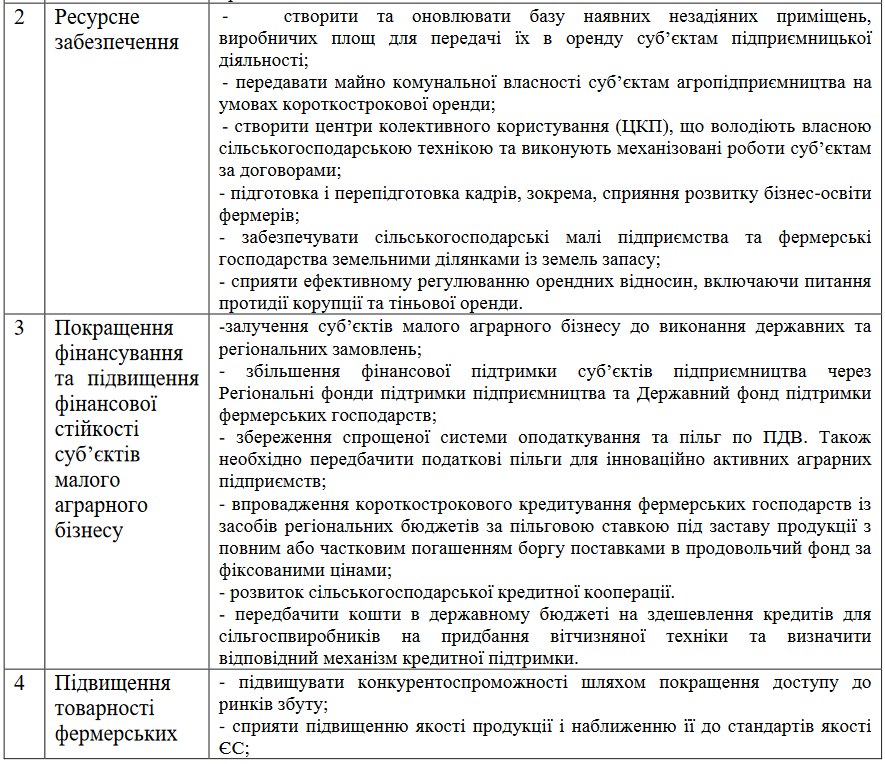 2
Ресурсне
забезпечення
- створити та оновлювати базу наявних незадіяних приміщень,
виробничих площ для передачі їх в оренду суб’єктам підприємницької
діяльності;
- передавати майно комунальної власності суб’єктам агропідприємництва на
умовах короткострокової оренди;
- створити центри колективного користування (ЦКП), що володіють власною
сільськогосподарською технікою та виконують механізовані роботи суб’єктам
за договорами;
- підготовка і перепідготовка кадрів, зокрема, сприяння розвитку бізнес-освіти
фермерів;
- забезпечувати сільськогосподарські малі підприємства та фермерські
господарства земельними ділянками із земель запасу;
- сприяти ефективному регулюванню орендних відносин, включаючи питання
протидії корупції та тіньової оренди.
3
Покращення
фінансування
та підвищення
фінансової
стійкості
суб’єктів
малого
аграрного
бізнесу
-залучення суб’єктів малого аграрного бізнесу до виконання державних та
регіональних замовлень;
- збільшення фінансової підтримки суб’єктів підприємництва через
Регіональні фонди підтримки підприємництва та Державний фонд підтримки
фермерських господарств;
- збереження спрощеної системи оподаткування та пільг по ПДВ. Також
необхідно передбачити податкові пільги для інноваційно активних аграрних
підприємств;
- впровадження короткострокового кредитування фермерських господарств із
засобів регіональних бюджетів за пільговою ставкою під заставу продукції з
повним або частковим погашенням боргу поставками в продовольчий фонд за
фіксованими цінами;
- розвиток сільськогосподарської кредитної кооперації.
- передбачити кошти в державному бюджеті на здешевлення кредитів для
сільгоспвиробників на придбання вітчизняної техніки та визначити
відповідний механізм кредитної підтримки.
4
Підвищення
товарності
фермерських
- підвищувати конкурентоспроможності шляхом покращення доступу до
ринків збуту;
- сприяти підвищенню якості продукції і наближенню її до стандартів якості
ЄС;